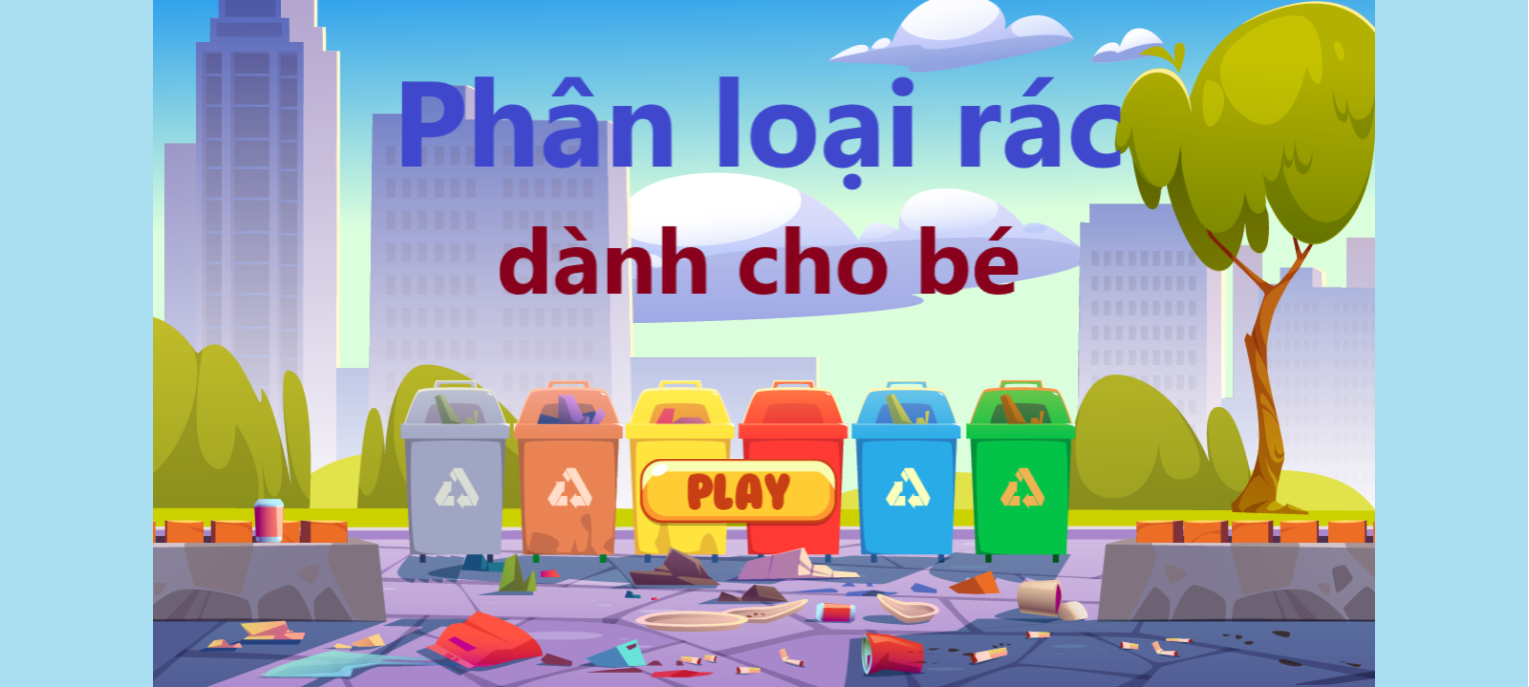 Phân loại rác
dành cho bé
PLAY